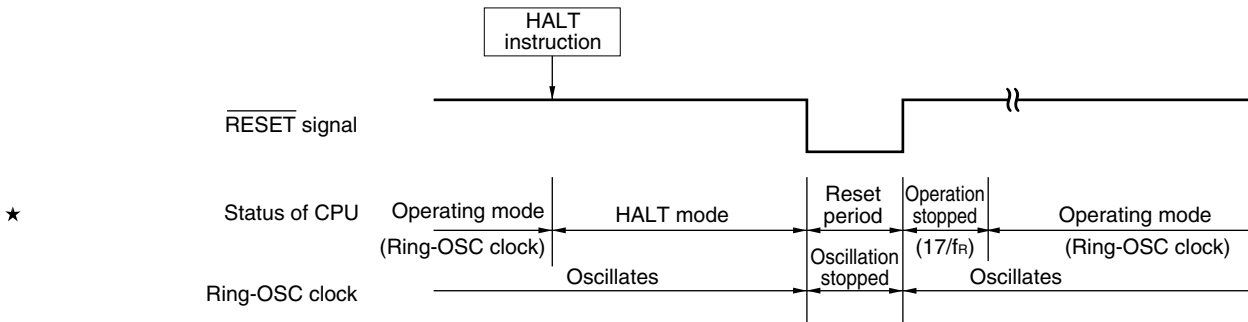 HALT
instruction
RESET signal
★ Status of CPU
Operating mode
(Ring-OSC clock)
HALT mode
Reset
period
Operation
stopped
(17/fR)
Operating mode
(Ring-OSC clock)
Ring-OSC clock
Oscillates
Oscillation
stopped
Oscillates